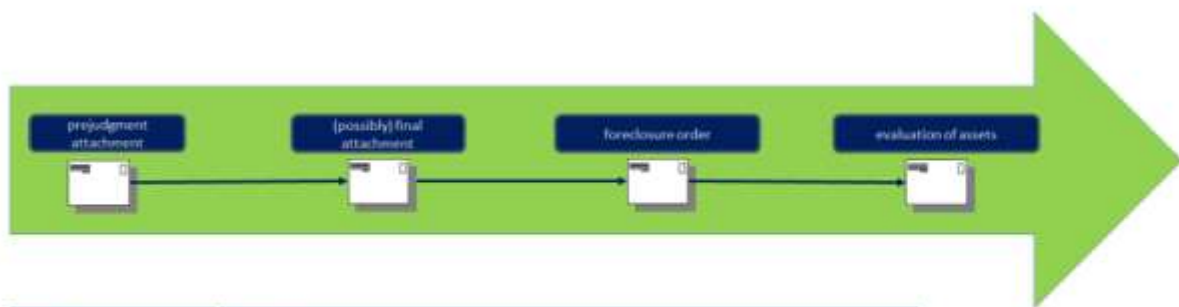 prejudgment
attachment
(possibly) final
attachment
foreclosure order
evaluation of assets